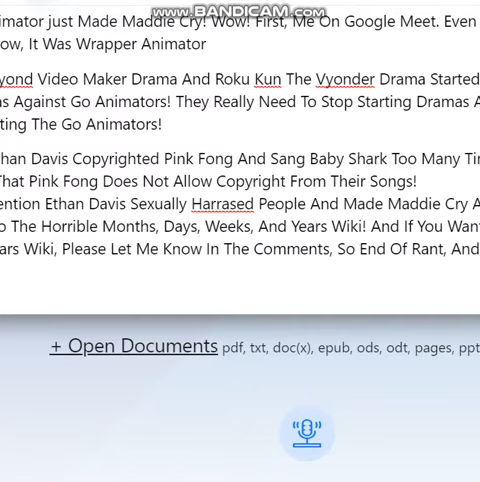 www.BANDICAM.com
imator just Made Maddie Cry! Wow! First, Me On Google Meet. Even
ow, It Was Wrapper Animator
yond Video Maker Drama And Roku Kun The Vyonder Drama Started
s Against Go Animators! They Really Need To Stop Starting Dramas A
ting The Go Animators!
han Davis Copyrighted Pink Fong And Sang Baby Shark Too Many Ti
That Pink Fong Does Not Allow Copyright From Their Songs!
ention Ethan Davis Sexually Harrased People And Made Maddie Cry A
o The Horrible Months, Days, Weeks, And Years Wiki! And If You Wan
ars Wiki, Please Let Me Know In The Comments, So End Of Rant, And
+ Open Documents pdf, txt, doc(x), epub, ods, odt, pages, ppt